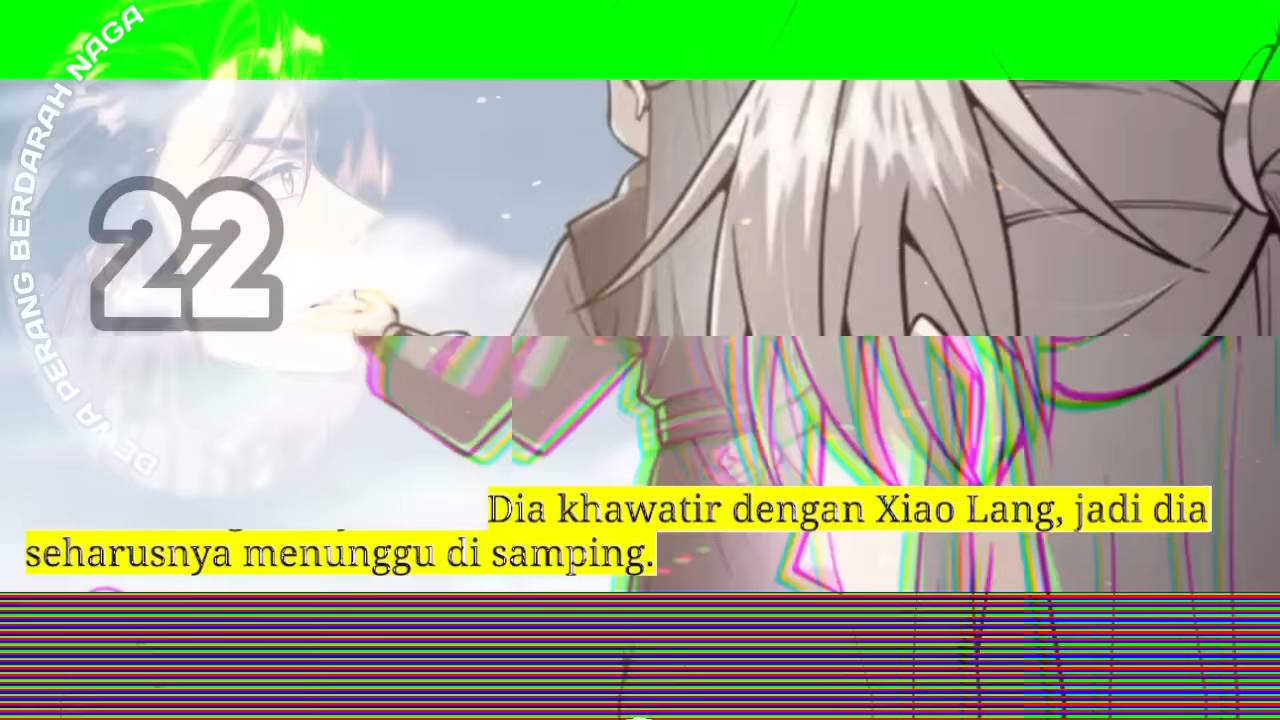 DEWA PERANG BERDARAH NAGA
22
Dia khawatir dengan Xiao Lang, jadi dia
seharusnya menunggu di samping.